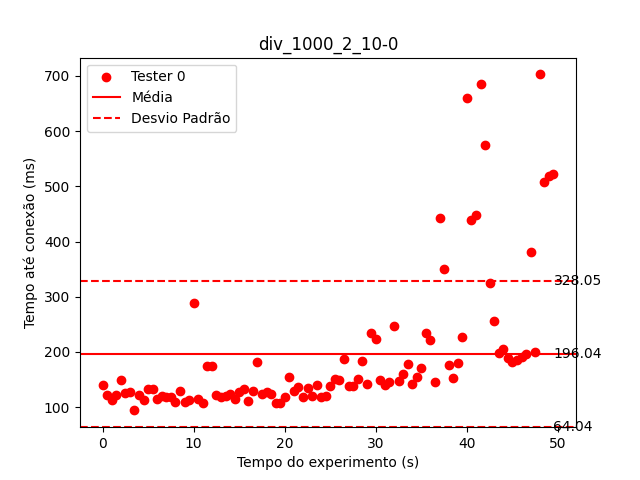 div_1000_2_10-0
Tester 0
Média
Desvio Padrão
Tempo até conexão (ms)
700
600
500
400
300
200
100
328.05
196.04
64.04
0
10
20
30
40
50
Tempo do experimento (s)